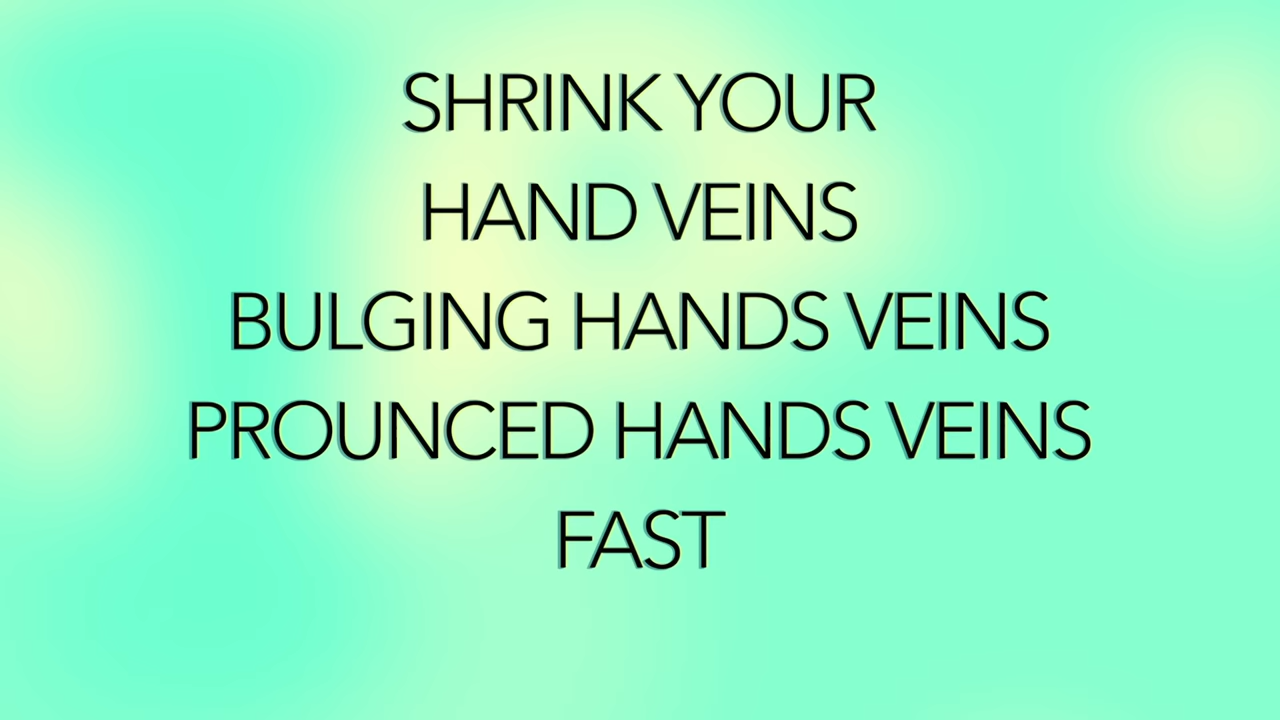 SHRINK YOUR
HAND VEINS
BULGING HANDS VEINS
PROUNCED HANDS VEINS
FAST